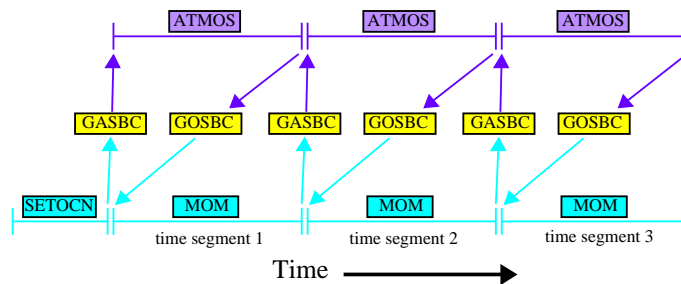 ATMOS ATMOS ATMOS
GASBC GOSBC GASBC GOSBC GASBC GOSBC
SETOCN MOM MOM MOM
time segment 1 time segment 2 time segment 3
Time